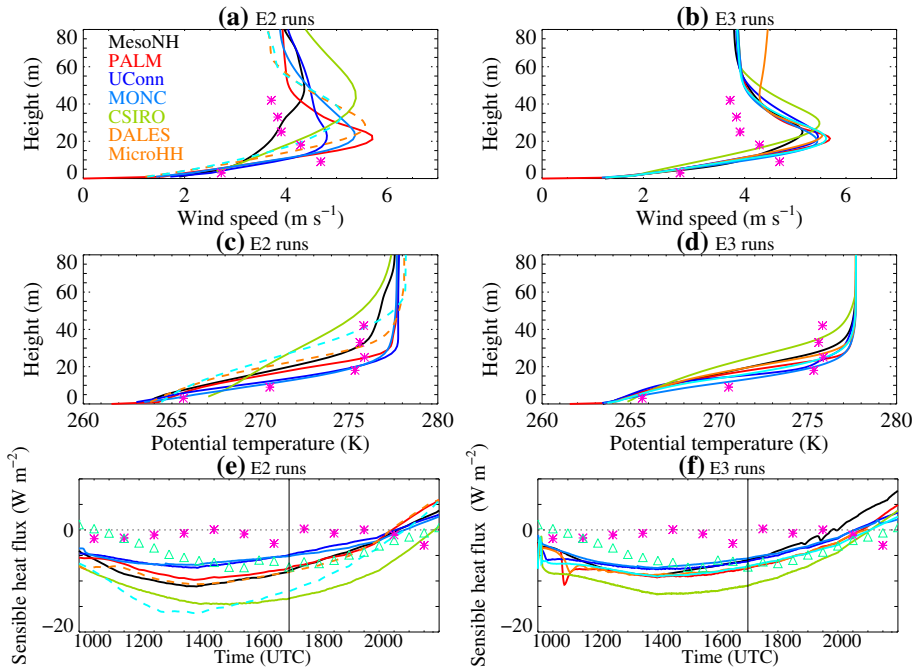 (a) E2 runs
80
60
40
20
0
Height (m)
MesoNH
PALM
UConn
MONC
CSIRO
DALES
MicroHH
0 2 4 6
Wind speed (m s⁻¹)
(b) E3 runs
80
60
40
20
0
Height (m)
0 2 4 6
Wind speed (m s⁻¹)
(c) E2 runs
80
60
40
20
0
Height (m)
260 265 270 275 280
Potential temperature (K)
(d) E3 runs
80
60
40
20
0
Height (m)
260 265 270 275 280
Potential temperature (K)
(e) E2 runs
0
−20
Sensible heat flux (W m⁻²)
1000 1200 1400 1600 1800 2000
Time (UTC)
(f) E3 runs
0
−20
Sensible heat flux (W m⁻²)
1000 1200 1400 1600 1800 2000
Time (UTC)